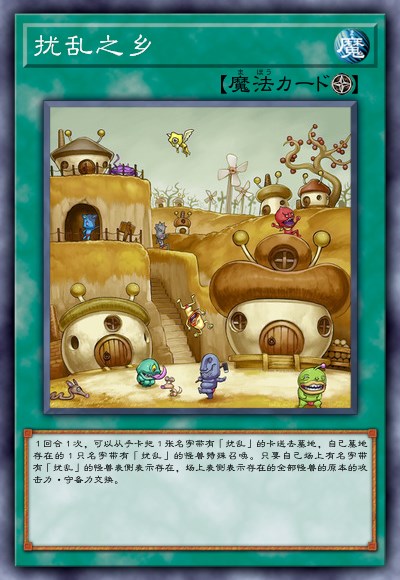 扰乱之乡
魔
【魔法カード】
まほう
1回合1次，可以从手卡把1张名字带有「扰乱」的卡送去墓地，自己墓地
存在的1只名字带有「扰乱」的怪兽特殊召唤。只要自己场上有名字带
有「扰乱」的怪兽表侧表示存在，场上表侧表示存在的全部怪兽的原本的攻
击力·守备力交换。